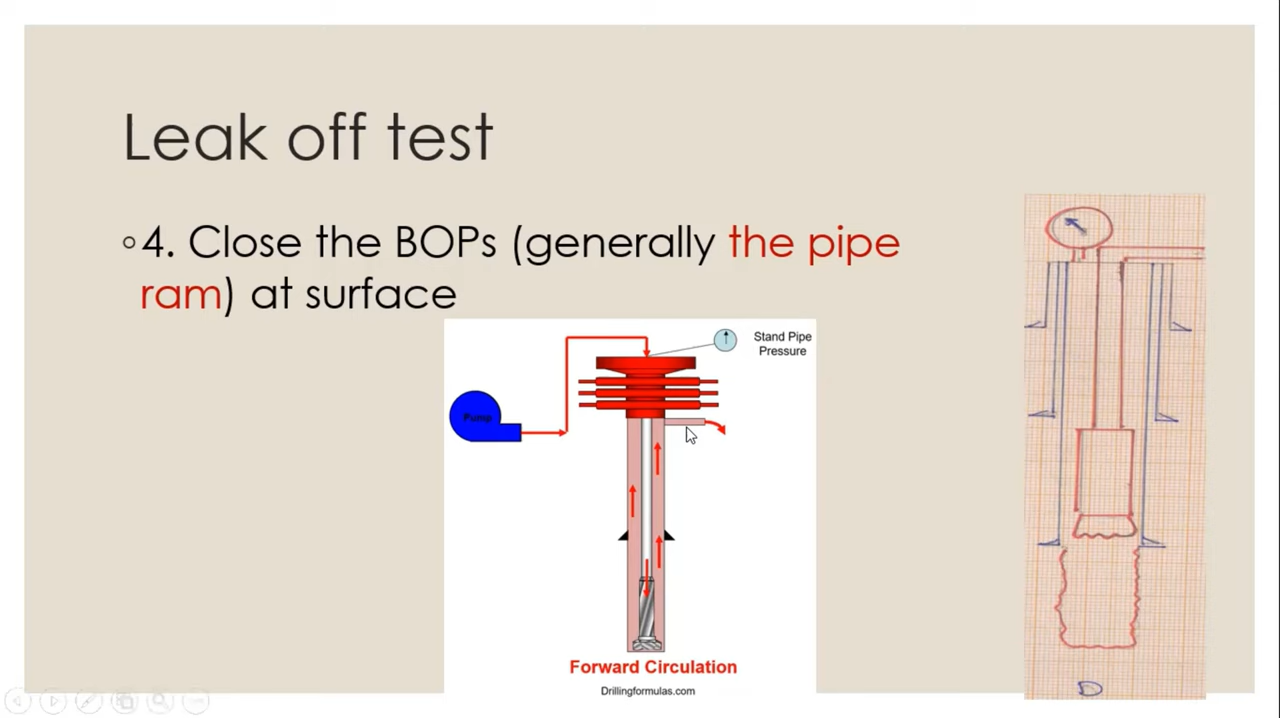 Leak off test
◦4. Close the BOPs (generally the pipe
ram) at surface
Stand Pipe
Pressure
Pump
Forward Circulation
Drillingformulas.com
D